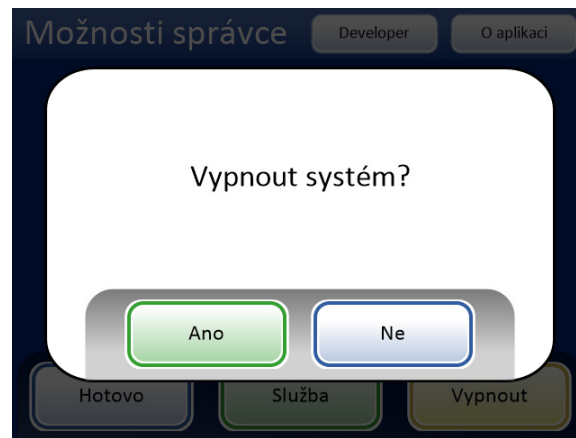 Možnosti správce
Developer
O aplikaci
Vypnout systém?
Ano
Ne
Hotovo
Služba
Vypnout